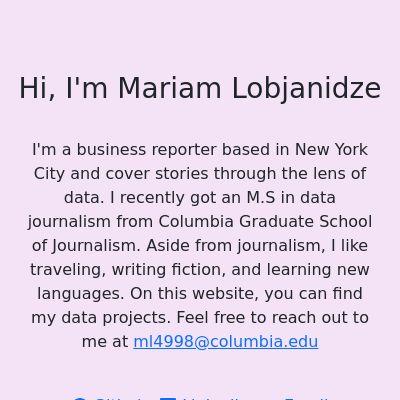 Hi, I'm Mariam Lobjanidze
I'm a business reporter based in New York
City and cover stories through the lens of
data. I recently got an M.S in data
journalism from Columbia Graduate School
of Journalism. Aside from journalism, I like
traveling, writing fiction, and learning new
languages. On this website, you can find
my data projects. Feel free to reach out to
me at ml4998@columbia.edu